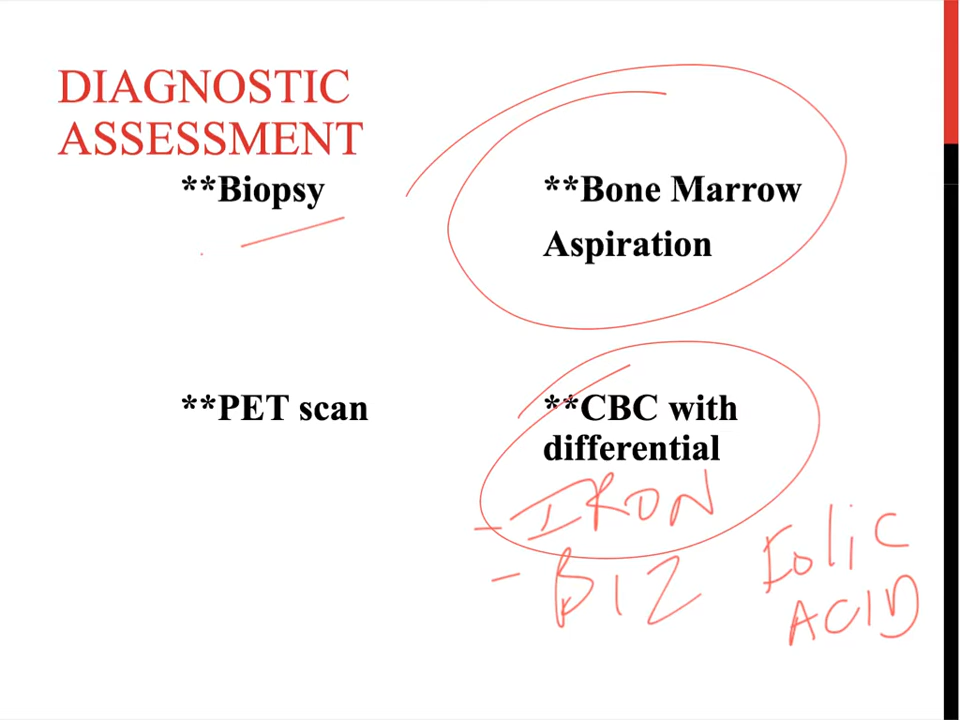 DIAGNOSTIC
ASSESSMENT
**Biopsy
**Bone Marrow
Aspiration
**PET scan
**CBC with
differential
- IRON
- B12
Folic
ACID